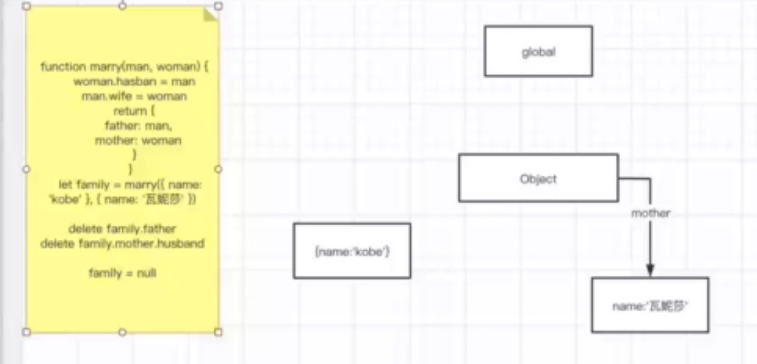 function marry(man, woman) {
woman.hasban = man
man.wife = woman
return {
father: man,
mother: woman
}
}
let family = marry({ name:
'kobe' }, { name: '瓦妮莎' })
delete family.father
delete family.mother.husband
family = null
global
Object
mother
{name:'kobe'}
name:'瓦妮莎'